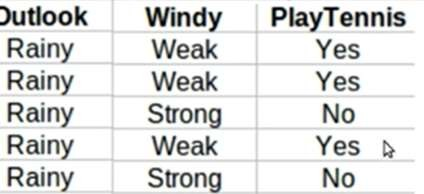 Outlook Windy PlayTennis
Rainy Weak Yes
Rainy Weak Yes
Rainy Strong No
Rainy Weak Yes
Rainy Strong No